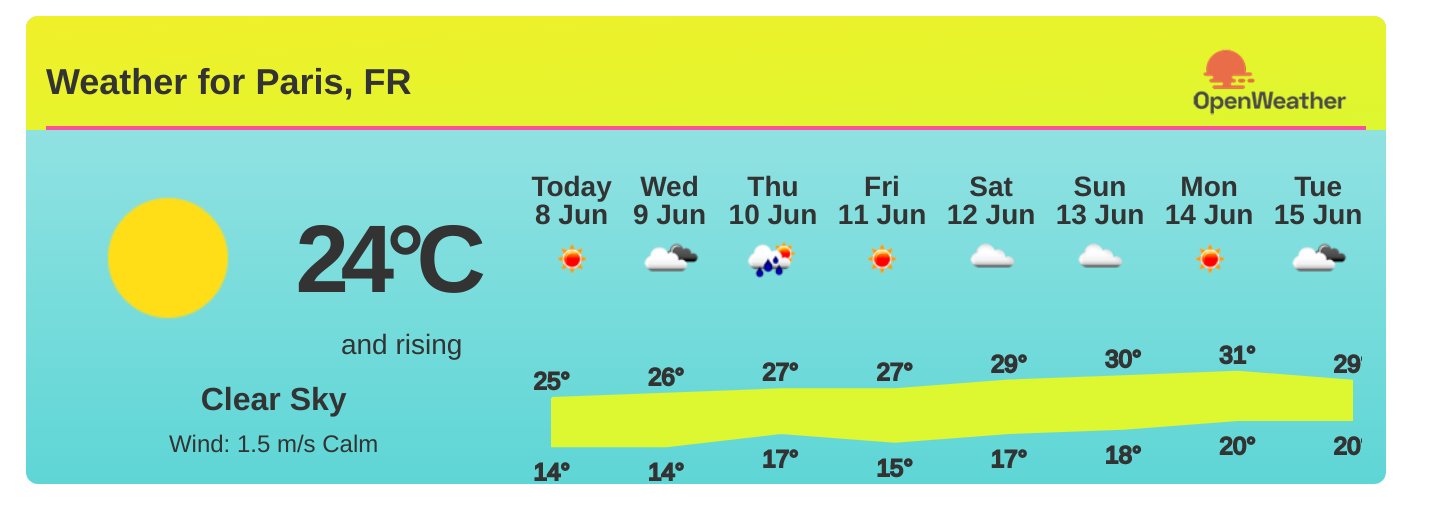 Weather for Paris, FR
OpenWeather
24°C
and rising
Clear Sky
Wind: 1.5 m/s Calm
Today Wed Thu Fri Sat Sun Mon Tue
8 Jun 9 Jun 10 Jun 11 Jun 12 Jun 13 Jun 14 Jun 15 Jun
25° 26° 27° 27° 29° 30° 31° 29°
14° 14° 17° 15° 17° 18° 20° 20°